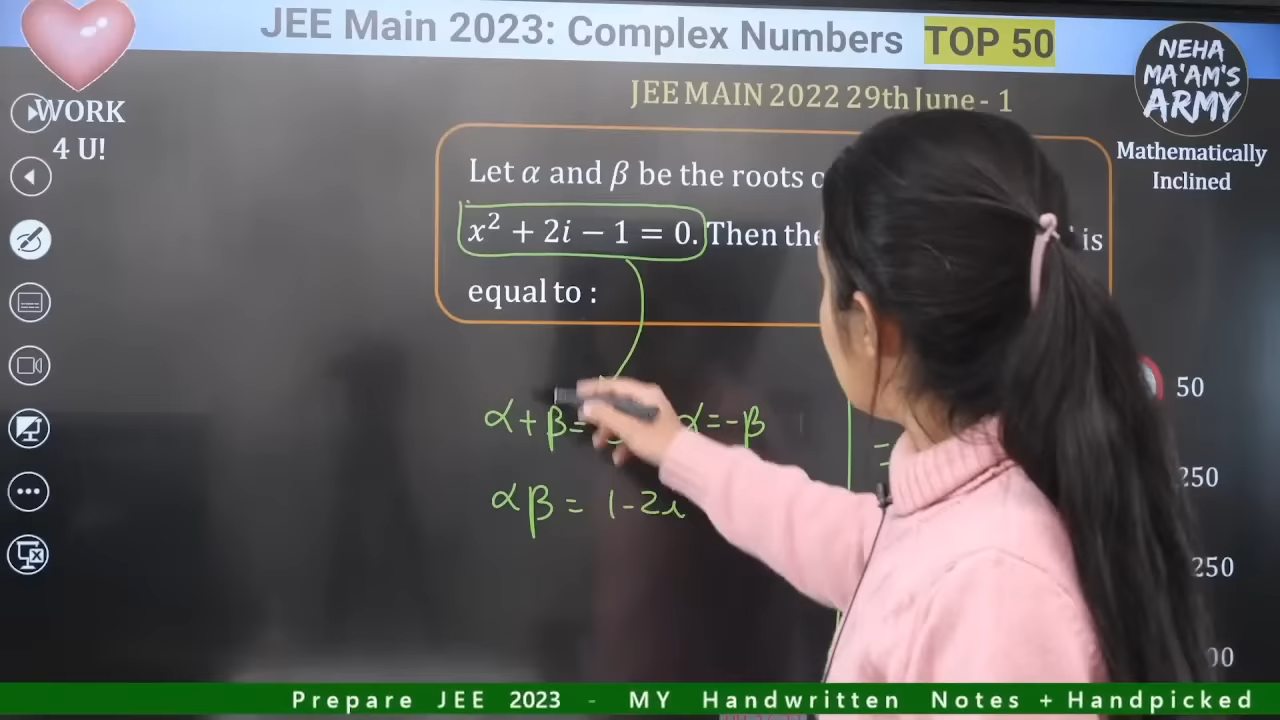 JEE Main 2023: Complex Numbers TOP 50
NEHA
MA'AM'S
ARMY
Mathematically
Inclined
WORK
4 U!
JEE MAIN 2022 29th June - 1
Let α and β be the roots
x² + 2i − 1 = 0. Then the is
equal to :
α + β = α = -β
αβ = 1 - 2i
=
50
250
250
00
Prepare JEE 2023 - MY Handwritten Notes + Handpicked